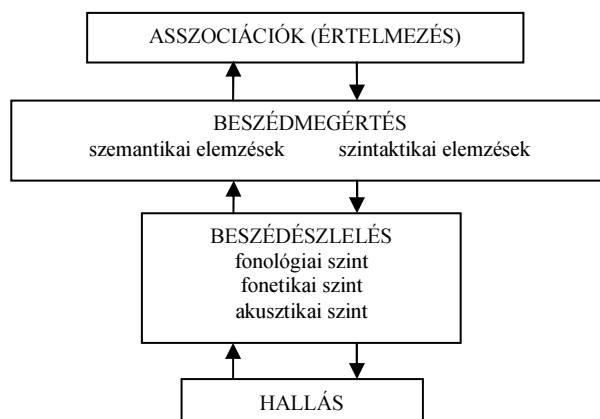 ASSZOCIÁCIÓK (ÉRTELMEZÉS)
BESZÉDMEGÉRTÉS
szemantikai elemzések szintaktikai elemzések
BESZÉDÉSZLELÉS
fonológiai szint
fonetikai szint
akusztikai szint
HALLÁS